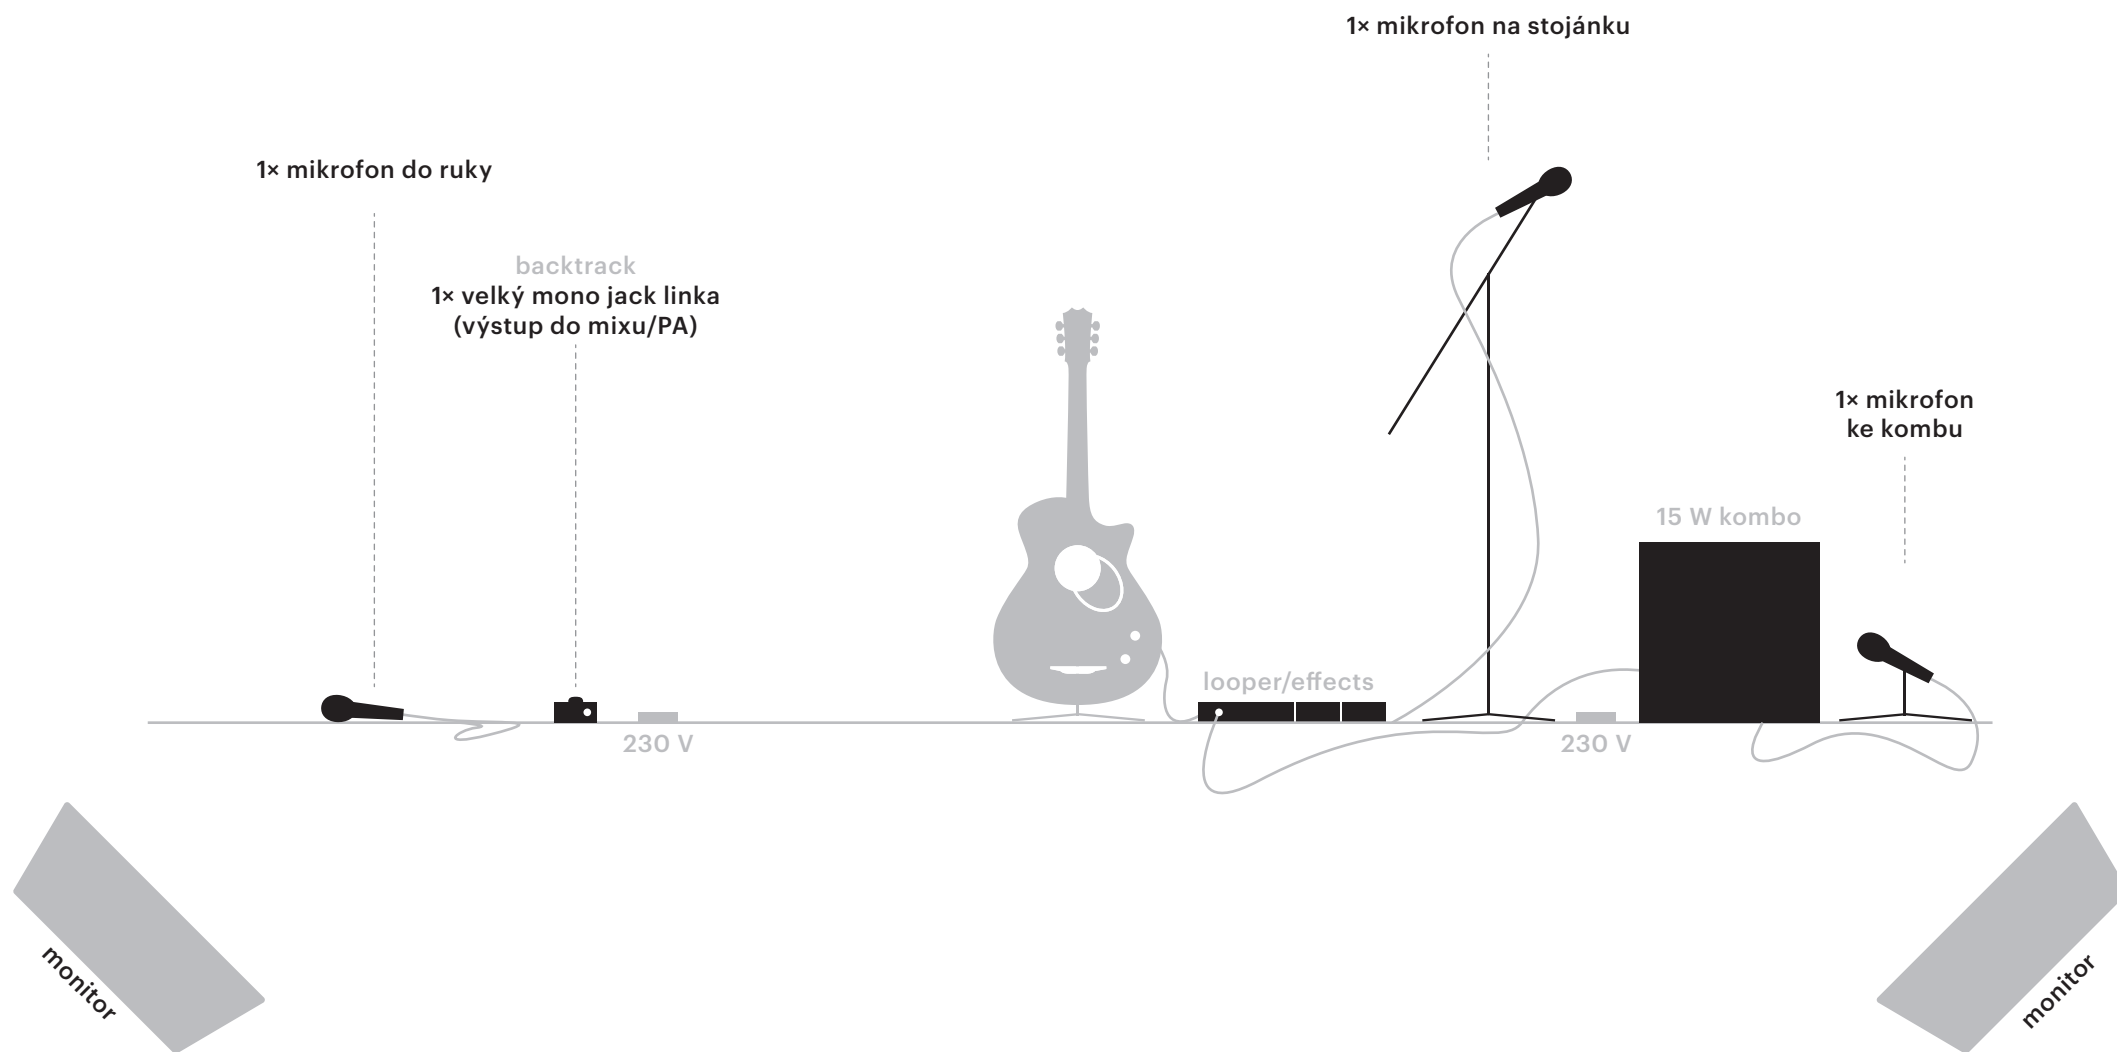 1× mikrofon na stojánku
1× mikrofon do ruky
backtrack
1× velký mono jack linka
(výstup do mixu/PA)
1× mikrofon
ke kombu
15 W kombo
looper/effects
230 V
230 V
monitor
monitor